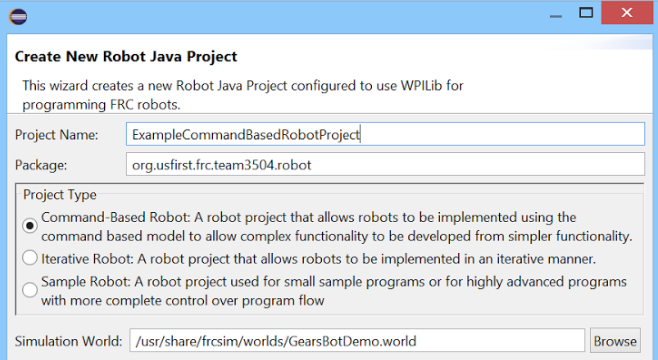 Create New Robot Java Project
This wizard creates a new Robot Java Project configured to use WPILib for
programming FRC robots.
Project Name: ExampleCommandBasedRobotProject
Package: org.usfirst.frc.team3504.robot
Project Type
Command-Based Robot: A robot project that allows robots to be implemented using the
command based model to allow complex functionality to be developed from simpler functionality.
Iterative Robot: A robot project that allows robots to be implemented in an iterative manner.
Sample Robot: A robot project used for small sample programs or for highly advanced programs
with more complete control over program flow
Simulation World: /usr/share/frcsim/worlds/GearsBotDemo.world Browse